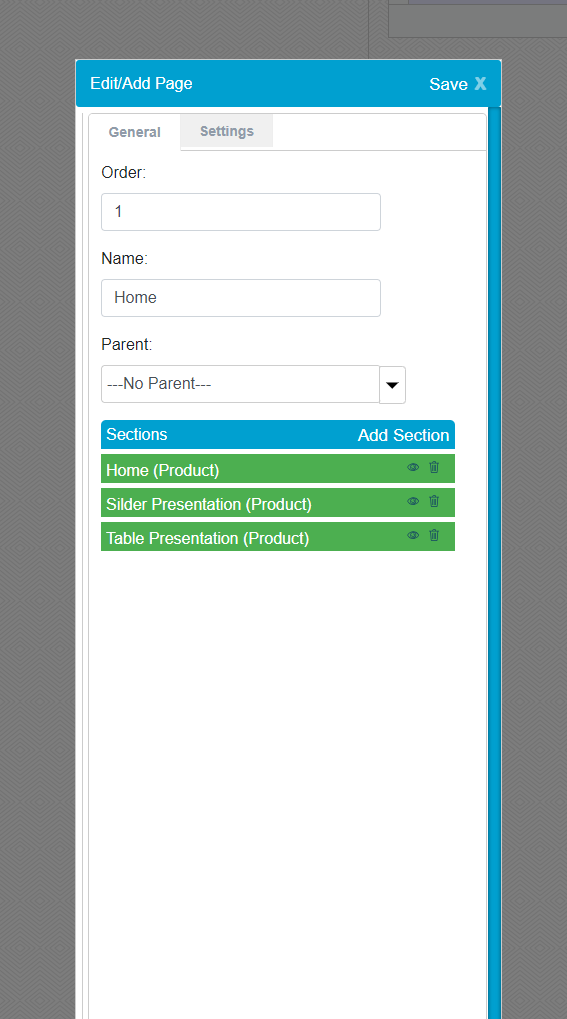 Edit/Add Page
Save X
General
Settings
Order:
1
Name:
Home
Parent:
---No Parent---
Sections
Add Section
Home (Product)
Silder Presentation (Product)
Table Presentation (Product)